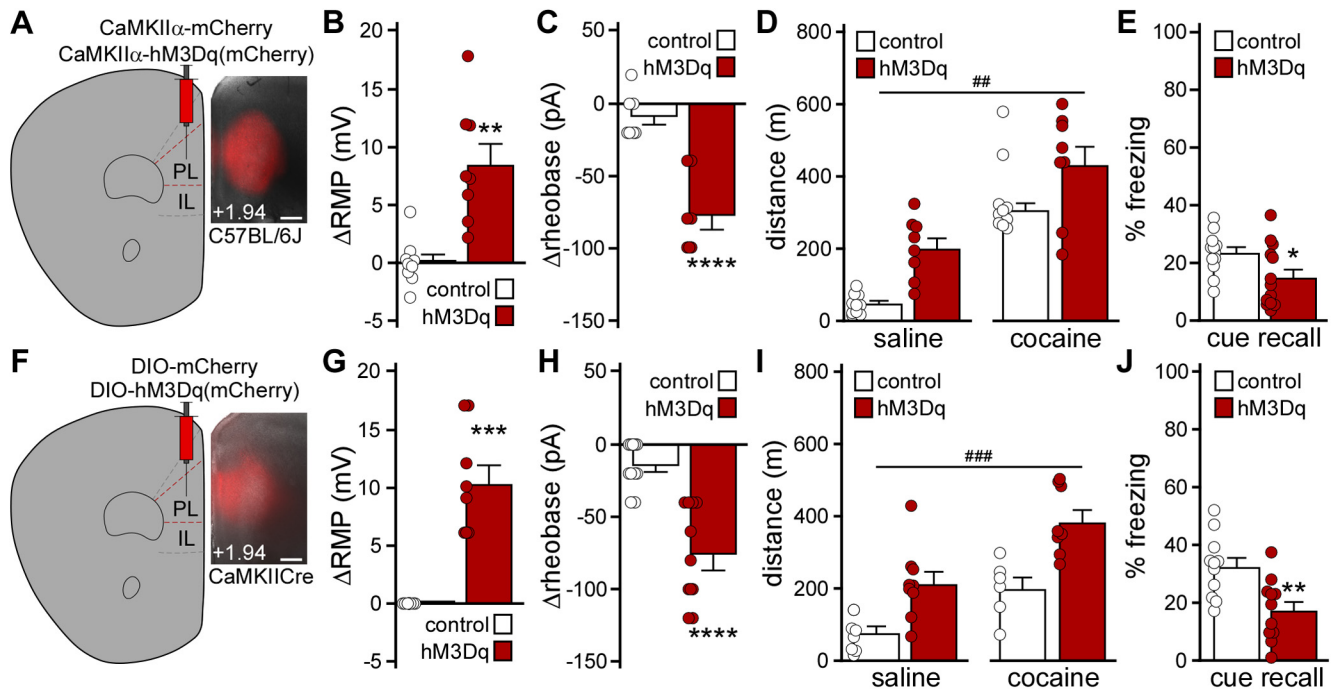 A
CaMKIIα-mCherry
CaMKIIα-hM3Dq(mCherry)
PL
IL
+1.94
C57BL/6J
B
ΔRMP (mV)
20
15
10
5
0
-5
**
control
hM3Dq
C
Δrheobase (pA)
50
0
-50
-100
-150
control
hM3Dq
****
D
distance (m)
800
600
400
200
0
control
hM3Dq
##
saline
cocaine
E
% freezing
100
80
60
40
20
0
control
hM3Dq
*
cue recall
F
DIO-mCherry
DIO-hM3Dq(mCherry)
PL
IL
+1.94
CaMKIICre
G
ΔRMP (mV)
20
15
10
5
0
-5
***
control
hM3Dq
H
Δrheobase (pA)
50
0
-50
-100
-150
control
hM3Dq
****
I
distance (m)
800
600
400
200
0
control
hM3Dq
###
saline
cocaine
J
% freezing
100
80
60
40
20
0
control
hM3Dq
**
cue recall